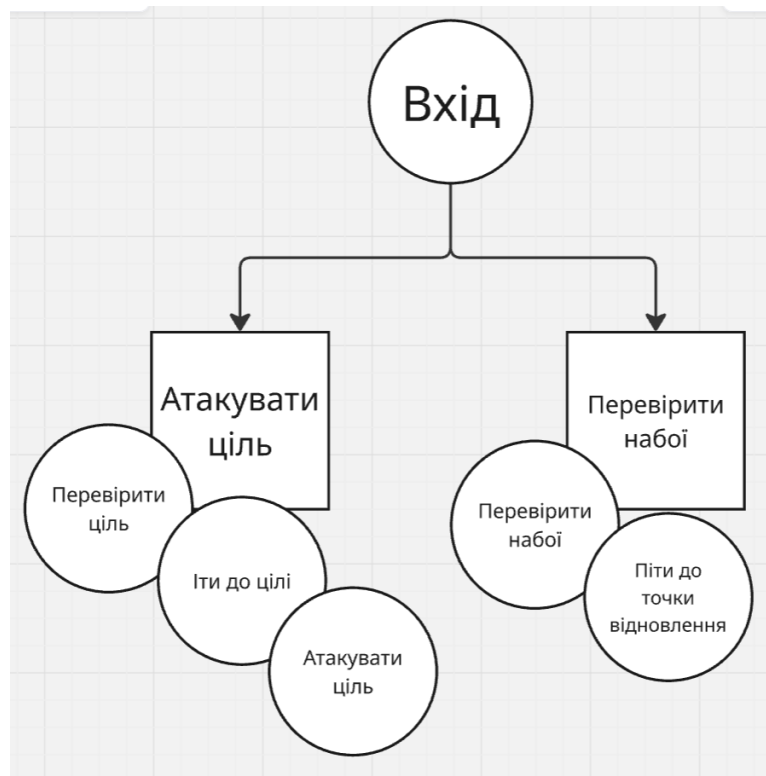 Вхід
Атакувати
ціль
Перевірити
ціль
Іти до цілі
Атакувати
ціль
Перевірити
набої
Перевірити
набої
Піти до
точки
відновлення